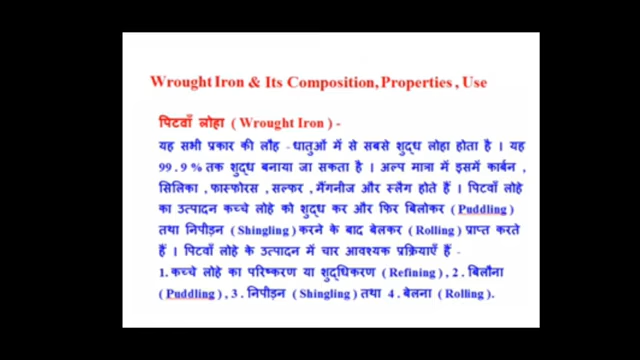 Wrought Iron & Its Composition, Properties , Use
पिटवाँ लोहा ( Wrought Iron ) -
यह सभी प्रकार की लौह - धातुओं में से सबसे शुद्ध लोहा होता है । यह
99.9 % तक शुद्ध बनाया जा सकता है । अल्प मात्रा में इसमें कार्बन ,
सिलिका , फास्फोरस , सल्फर , मैंगनीज और स्लैग होते हैं । पिटवाँ लोहे
का उत्पादन कच्चे लोहे को शुद्ध कर और फिर बिलोकर ( Puddling )
तथा निपीड़न ( Shingling ) करने के बाद बेलकर ( Rolling ) प्राप्त करते
हैं । पिटवाँ लोहे के उत्पादन में चार आवश्यक प्रक्रियाएँ हैं -
1. कच्चे लोहे का परिष्करण या शुद्धिकरण ( Refining ) , 2 . बिलौना
( Puddling ) , 3 . निपीड़न ( Shingling ) तथा 4 . बेलना ( Rolling ).